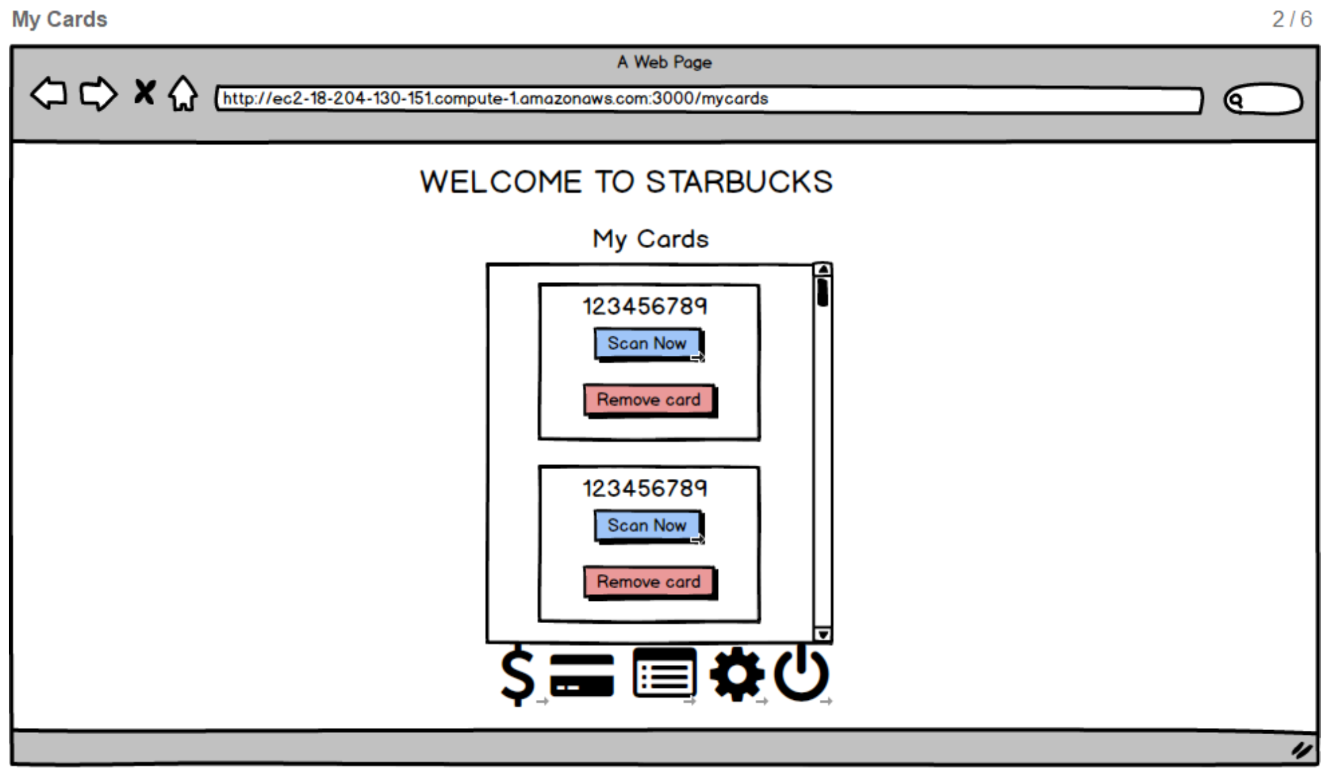 My Cards
2 / 6
A Web Page
http://ec2-18-204-130-151.compute-1.amazonaws.com:3000/mycards
WELCOME TO STARBUCKS
My Cards
123456789
Scan Now
Remove card
123456789
Scan Now
Remove card